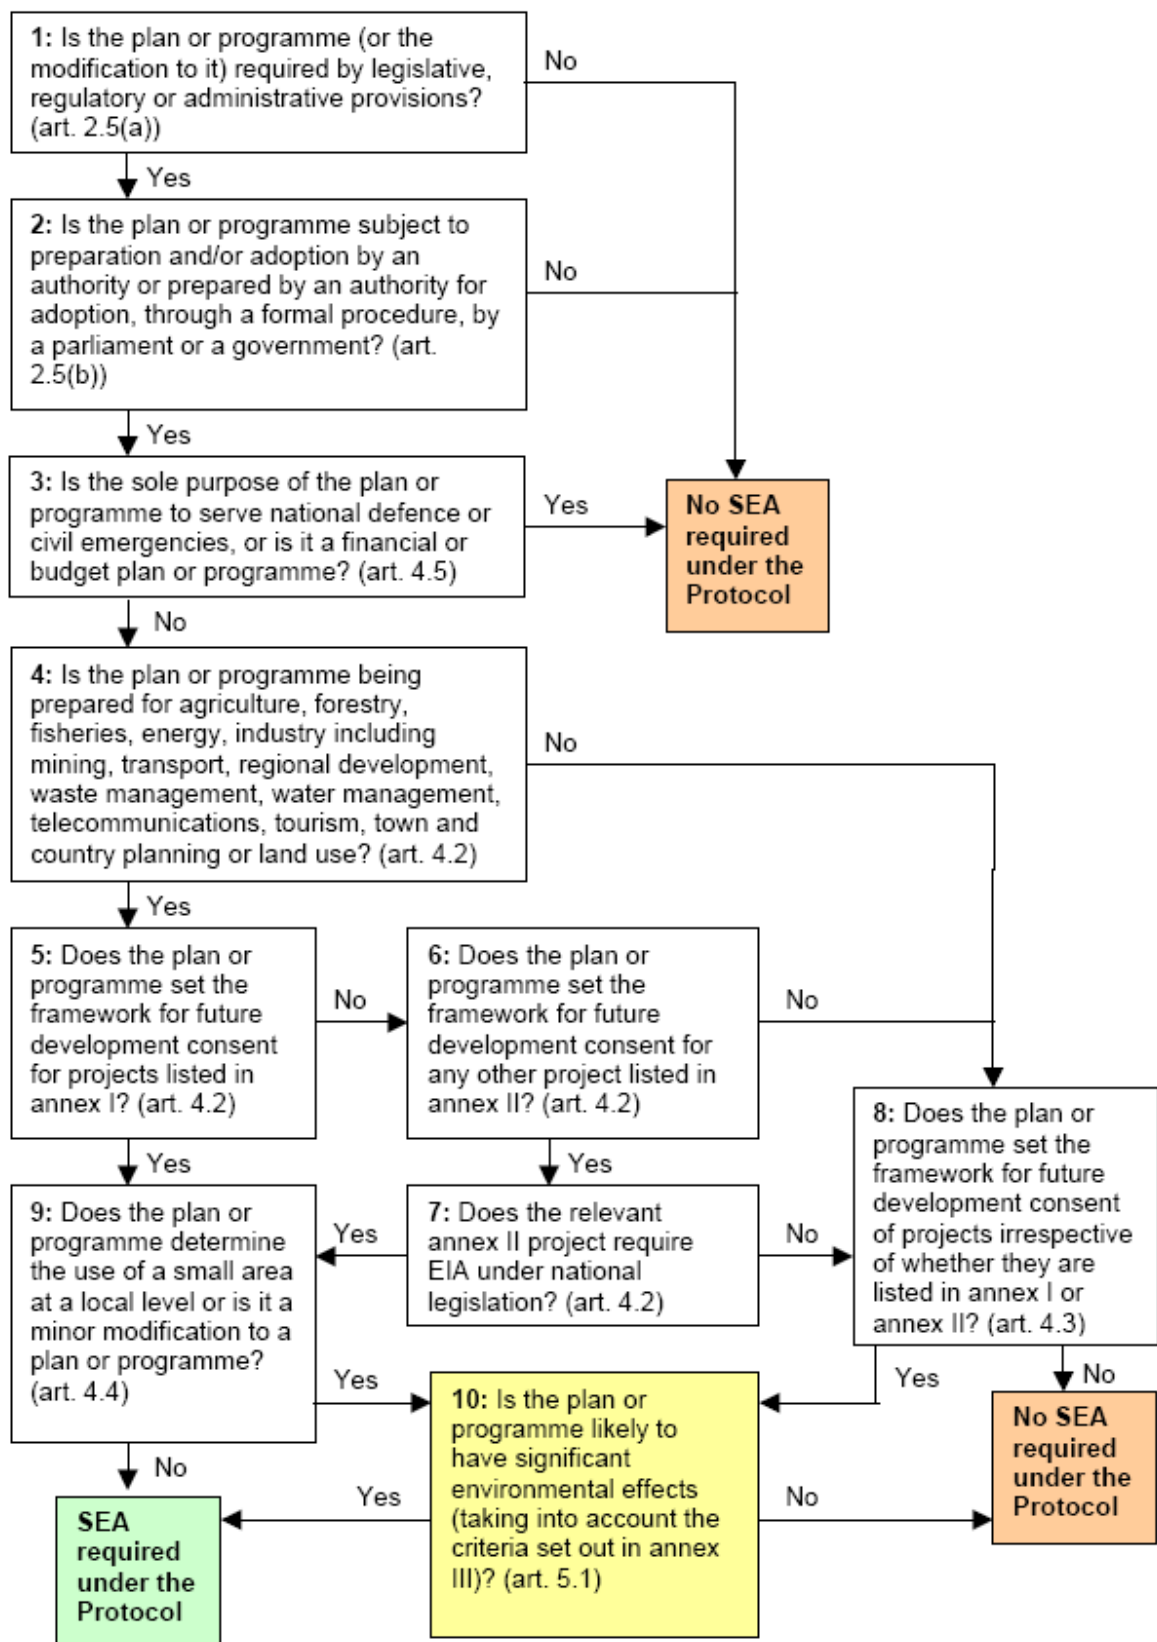 1: Is the plan or programme (or the
modification to it) required by legislative,
regulatory or administrative provisions?
(art. 2.5(a))
No
Yes
2: Is the plan or programme subject to
preparation and/or adoption by an
authority or prepared by an authority for
adoption, through a formal procedure, by
a parliament or a government? (art.
2.5(b))
No
Yes
3: Is the sole purpose of the plan or
programme to serve national defence or
civil emergencies, or is it a financial or
budget plan or programme? (art. 4.5)
Yes
No SEA
required
under the
Protocol
No
4: Is the plan or programme being
prepared for agriculture, forestry,
fisheries, energy, industry including
mining, transport, regional development,
waste management, water management,
telecommunications, tourism, town and
country planning or land use? (art. 4.2)
No
Yes
5: Does the plan or
programme set the
framework for future
development consent
for projects listed in
annex I? (art. 4.2)
No
6: Does the plan or
programme set the
framework for future
development consent for
any other project listed in
annex II? (art. 4.2)
No
Yes
Yes
8: Does the plan or
programme set the
framework for future
development consent
of projects irrespective
of whether they are
listed in annex I or
annex II? (art. 4.3)
9: Does the plan or
programme determine
the use of a small area
at a local level or is it a
minor modification to a
plan or programme?
(art. 4.4)
Yes
7: Does the relevant
annex II project require
EIA under national
legislation? (art. 4.2)
No
Yes
Yes
No
10: Is the plan or
programme likely to
have significant
environmental effects
(taking into account the
criteria set out in annex
III)? (art. 5.1)
No SEA
required
under the
Protocol
No
Yes
No
SEA
required
under the
Protocol